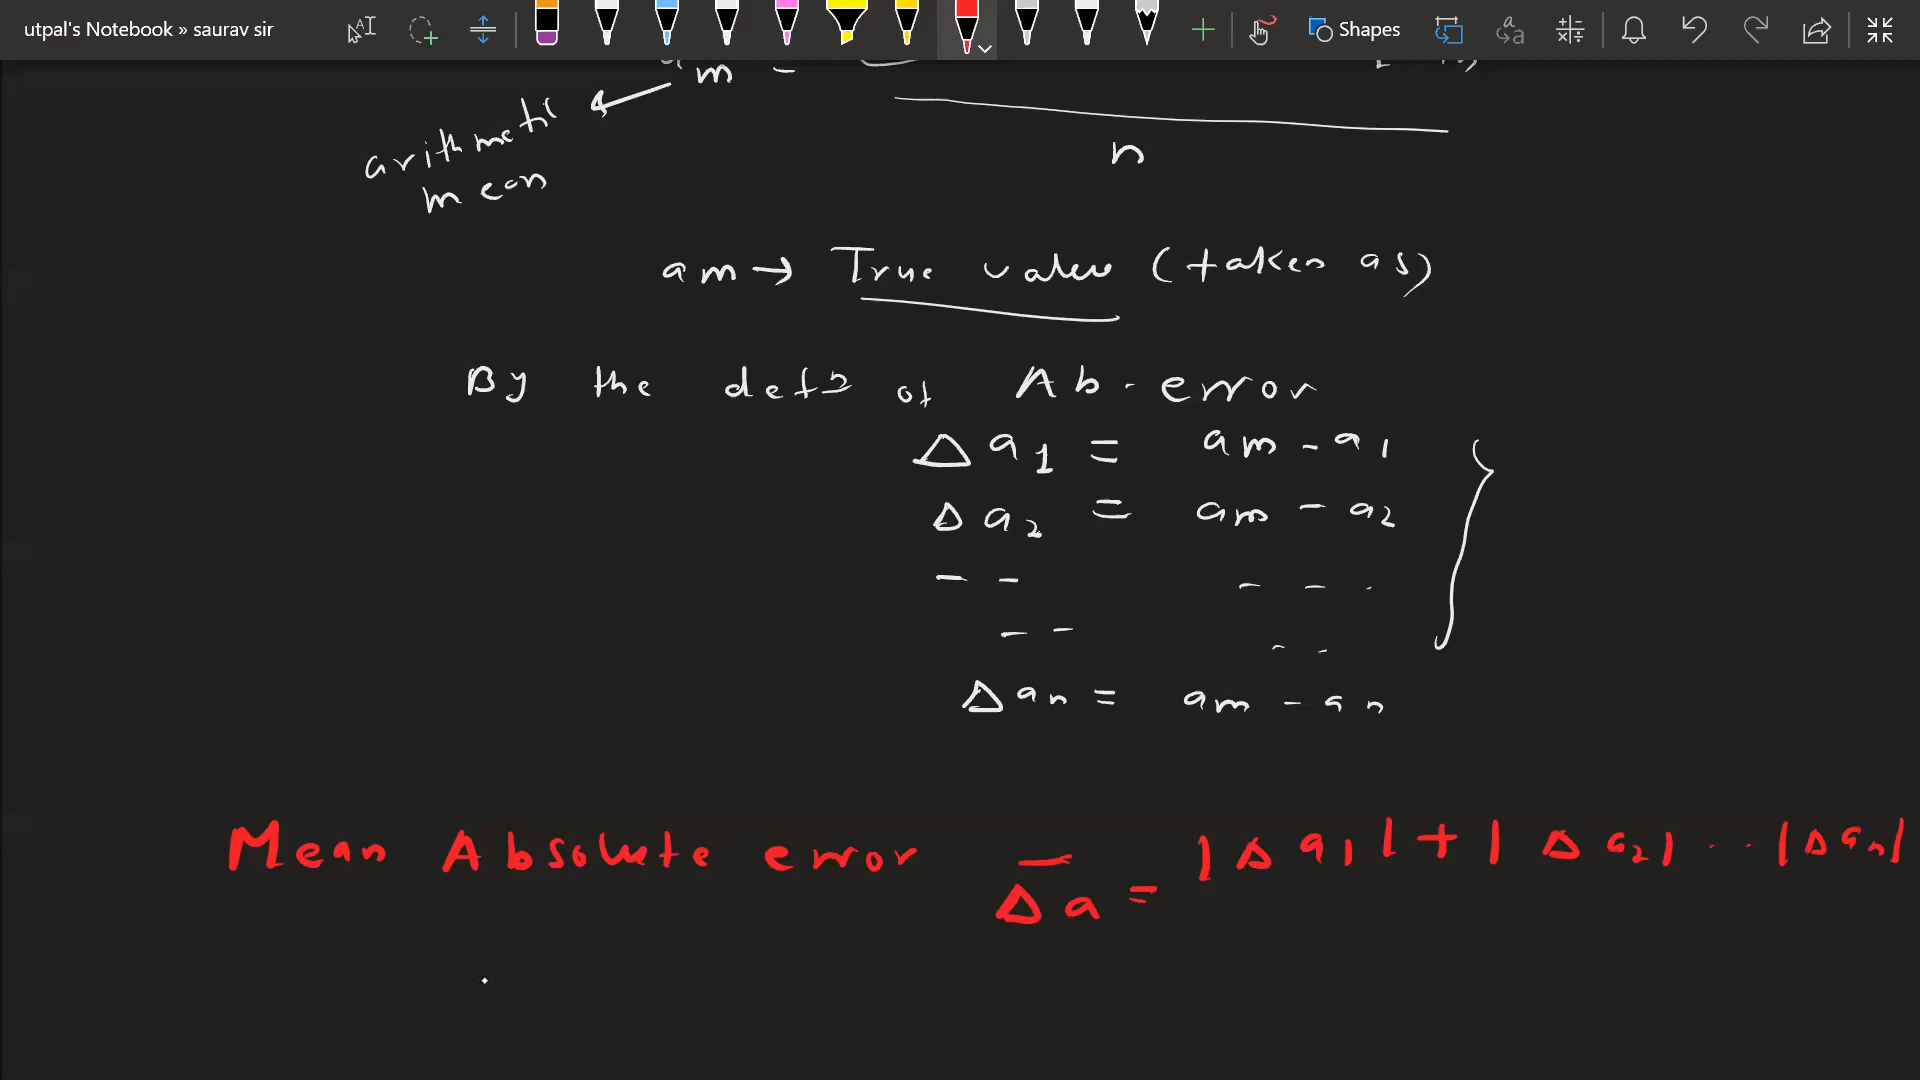 utpal's Notebook » saurav sir
Shapes
m =
n
arithmetic
mean
am → True value (taken as)
By the defn of Ab. error
Δa1 = am - a1
Δa2 = am - a2
- - - - -
- - - -
Δan = am - an
Mean Absolute error Δa̅ = |Δa1| + |Δa2| .. |Δan|